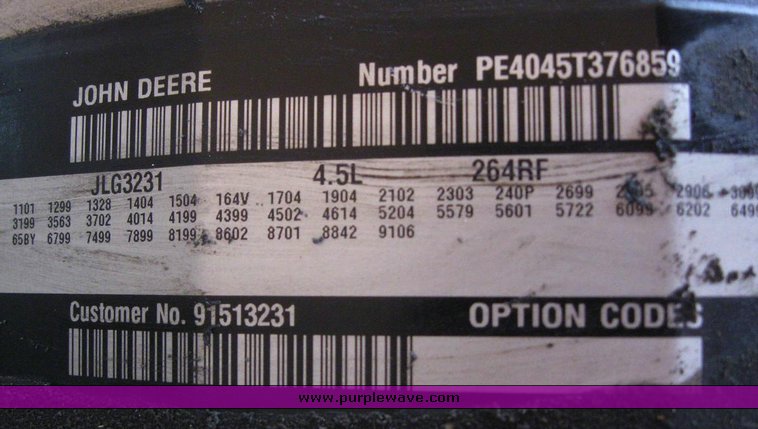 JOHN DEERE Number PE4045T376859
JLG3231 4.5L 264RF
1101 1299 1328 1404 1504 164V 1704 1904 2102 2303 240P 2699 2906
3199 3563 3702 4014 4199 4399 4502 4614 5204 5579 5601 5722 6099 6202
65BY 6799 7499 7899 8199 8602 8701 8842 9106
Customer No. 91513231 OPTION CODES
www.purplewave.com